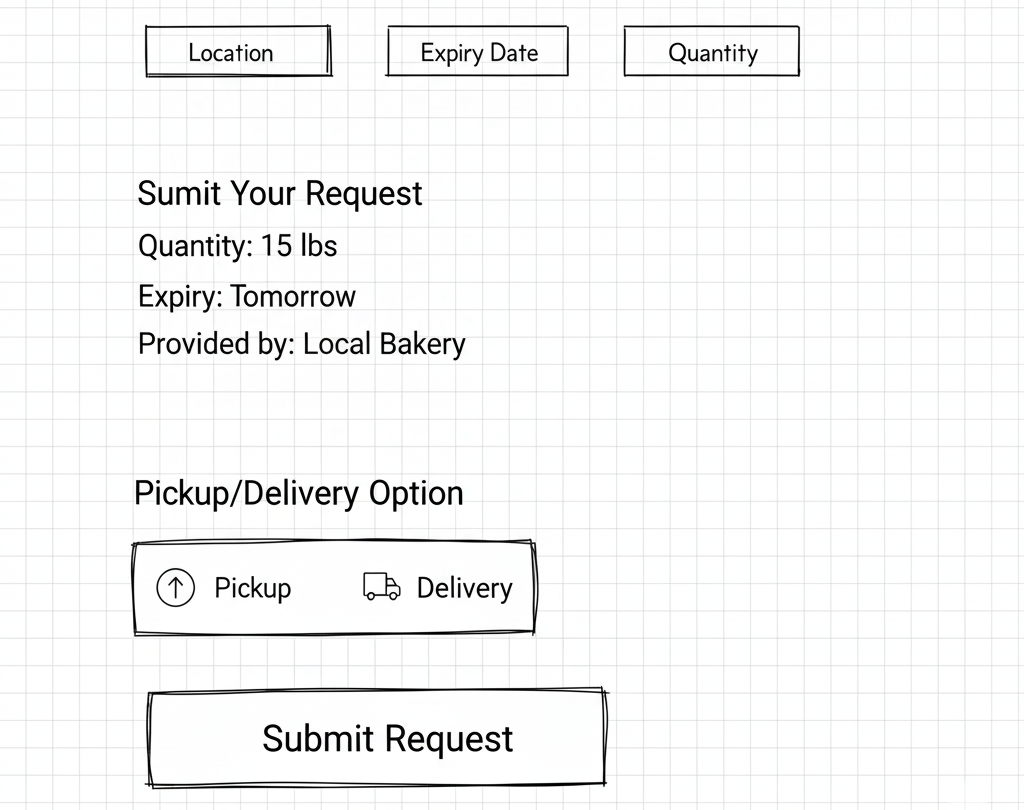 Location Expiry Date Quantity
Sumit Your Request
Quantity: 15 lbs
Expiry: Tomorrow
Provided by: Local Bakery
Pickup/Delivery Option
Pickup Delivery
Submit Request